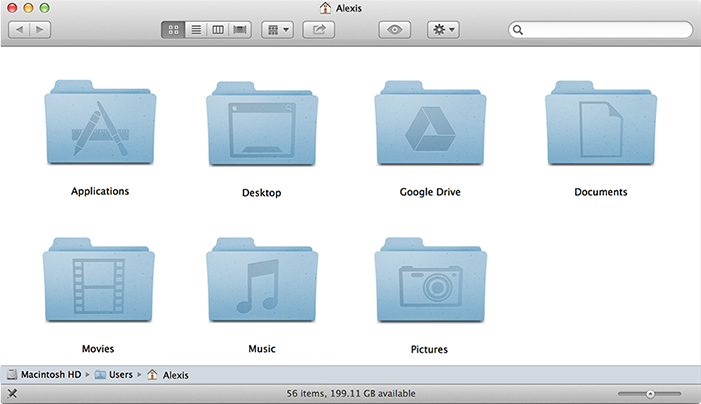 Alexis
Applications Desktop Google Drive Documents
Movies Music Pictures
Macintosh HD Users Alexis
56 items, 199.11 GB available